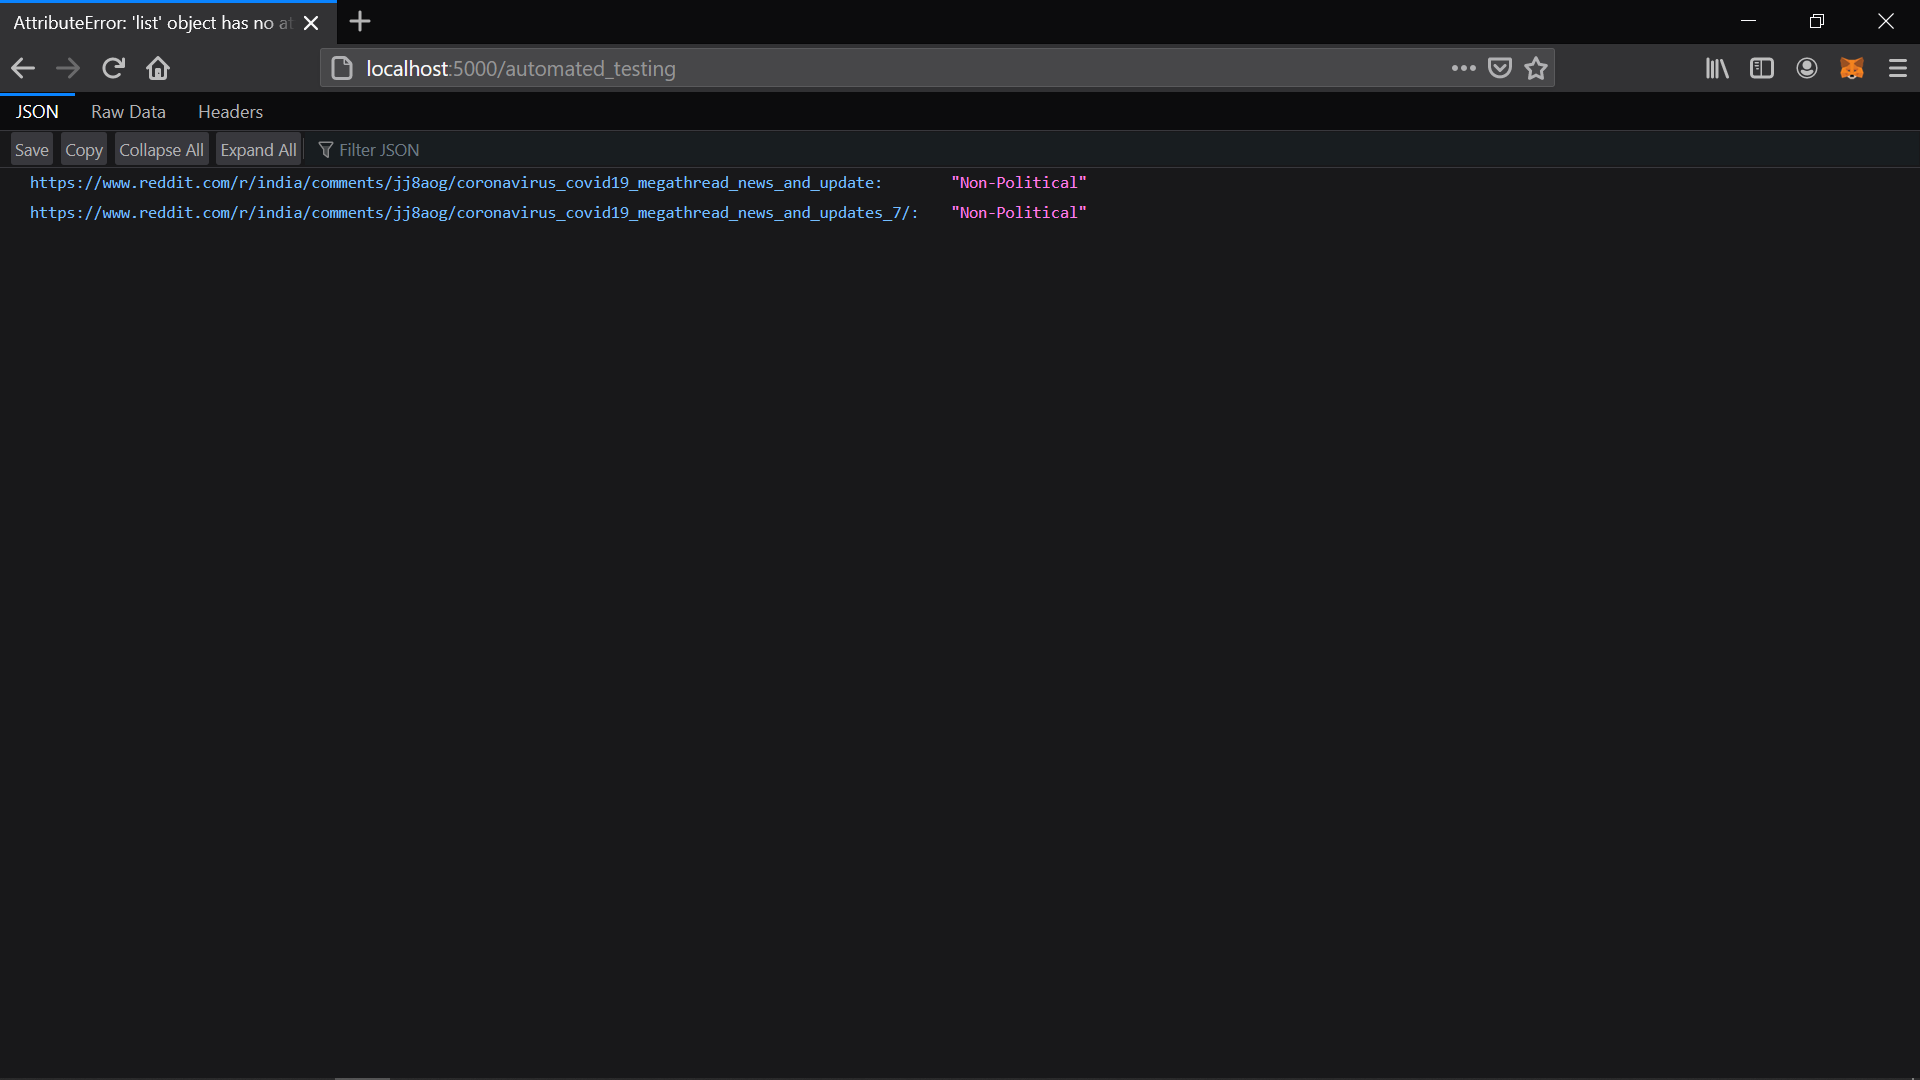 AttributeError: 'list' object has no at
localhost:5000/automated_testing
JSON Raw Data Headers
Save Copy Collapse All Expand All Filter JSON
https://www.reddit.com/r/india/comments/jj8aog/coronavirus_covid19_megathread_news_and_update: "Non-Political"
https://www.reddit.com/r/india/comments/jj8aog/coronavirus_covid19_megathread_news_and_updates_7/: "Non-Political"